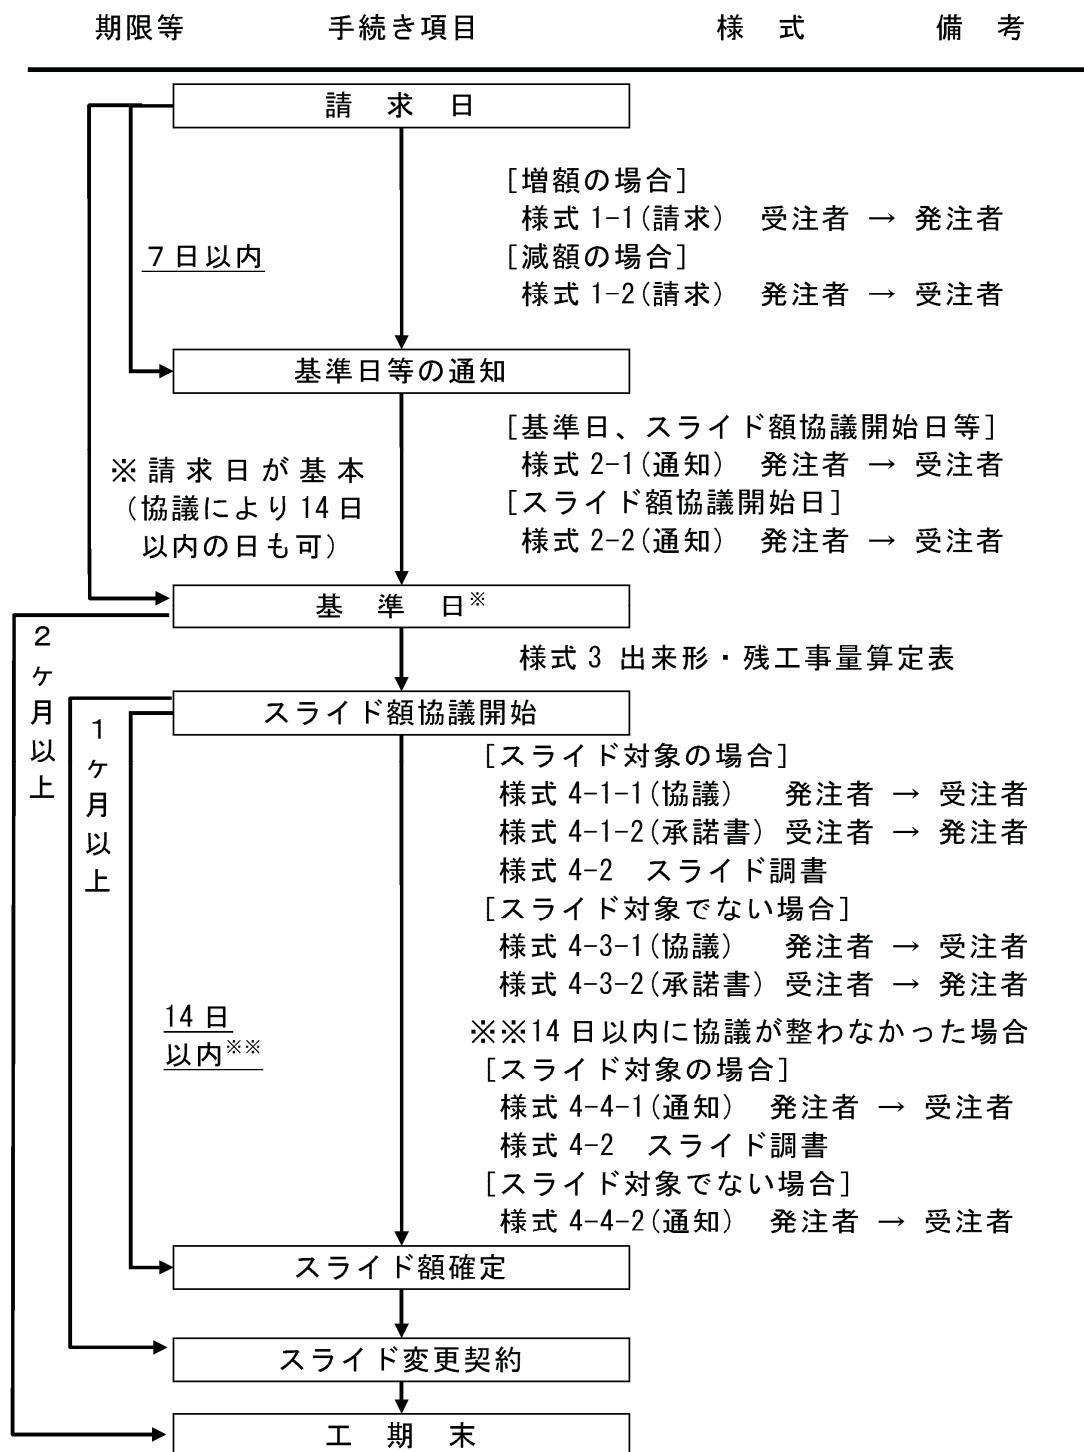 期限等 手続き項目 様 式 備 考
請 求 日
[増額の場合]
様式 1-1(請求) 受注者 → 発注者
[減額の場合]
様式 1-2(請求) 発注者 → 受注者
7日以内
基準日等の通知
[基準日、スライド額協議開始日等]
様式 2-1(通知) 発注者 → 受注者
[スライド額協議開始日]
様式 2-2(通知) 発注者 → 受注者
※請求日が基本
(協議により 14 日
以内の日も可)
基 準 日※
2ヶ月以上
様式 3 出来形・残工事量算定表
スライド額協議開始
1ヶ月以上
[スライド対象の場合]
様式 4-1-1(協議) 発注者 → 受注者
様式 4-1-2(承諾書) 受注者 → 発注者
様式 4-2 スライド調書
[スライド対象でない場合]
様式 4-3-1(協議) 発注者 → 受注者
様式 4-3-2(承諾書) 受注者 → 発注者
14 日
以内※※
※※14 日以内に協議が整わなかった場合
[スライド対象の場合]
様式 4-4-1(通知) 発注者 → 受注者
様式 4-2 スライド調書
[スライド対象でない場合]
様式 4-4-2(通知) 発注者 → 受注者
スライド額確定
スライド変更契約
工 期 末